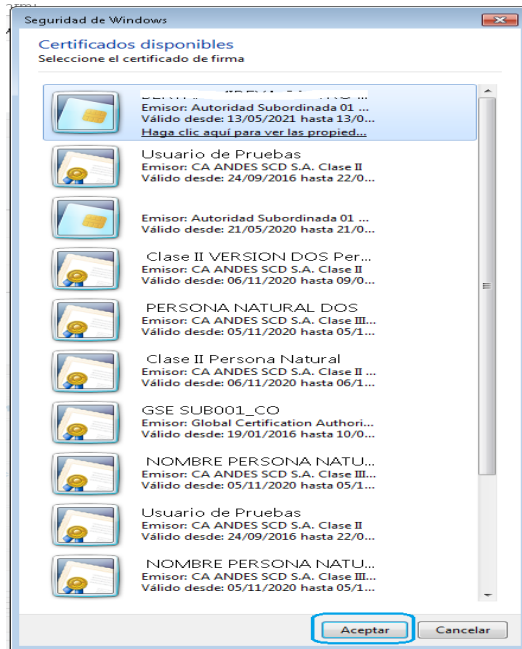 Seguridad de Windows
Certificados disponibles
Seleccione el certificado de firma
Emisor: Autoridad Subordinada 01 ...
Válido desde: 13/05/2021 hasta 13/0...
Haga clic aquí para ver las propied...
Usuario de Pruebas
Emisor: CA ANDES SCD S.A. Clase II
Válido desde: 24/09/2016 hasta 22/0...
Emisor: Autoridad Subordinada 01 ...
Válido desde: 21/05/2020 hasta 21/0...
Clase II VERSION DOS Per...
Emisor: CA ANDES SCD S.A. Clase II
Válido desde: 06/11/2020 hasta 09/0...
PERSONA NATURAL DOS
Emisor: CA ANDES SCD S.A. Clase III...
Válido desde: 05/11/2020 hasta 05/1...
Clase II Persona Natural
Emisor: CA ANDES SCD S.A. Clase II ...
Válido desde: 06/11/2020 hasta 06/1...
GSE SUB001_CO
Emisor: Global Certification Authori...
Válido desde: 19/01/2016 hasta 10/0...
NOMBRE PERSONA NATU...
Emisor: CA ANDES SCD S.A. Clase III...
Válido desde: 05/11/2020 hasta 05/1...
Usuario de Pruebas
Emisor: CA ANDES SCD S.A. Clase II
Válido desde: 24/09/2016 hasta 22/0...
NOMBRE PERSONA NATU...
Emisor: CA ANDES SCD S.A. Clase III...
Válido desde: 05/11/2020 hasta 05/1...
Aceptar
Cancelar